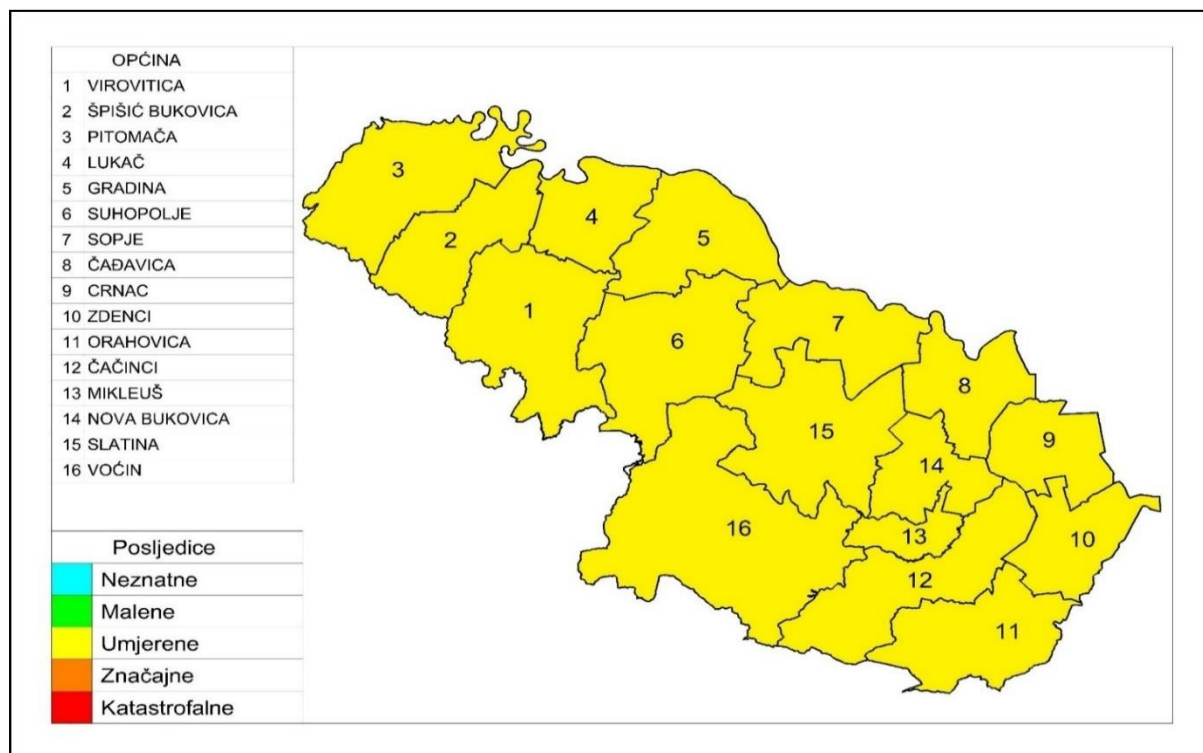 OPĆINA
1 VIROVITICA
2 ŠPIŠIĆ BUKOVICA
3 PITOMAČA
4 LUKAČ
5 GRADINA
6 SUHOPOLJE
7 SOPJE
8 ČAĐAVICA
9 CRNAC
10 ZDENCI
11 ORAHOVICA
12 ČAČINCI
13 MIKLEUŠ
14 NOVA BUKOVICA
15 SLATINA
16 VOĆIN
Posljedice
Neznatne
Malene
Umjerene
Značajne
Katastrofalne
3
4
2
5
1
6
7
8
15
9
14
16
13
10
12
11